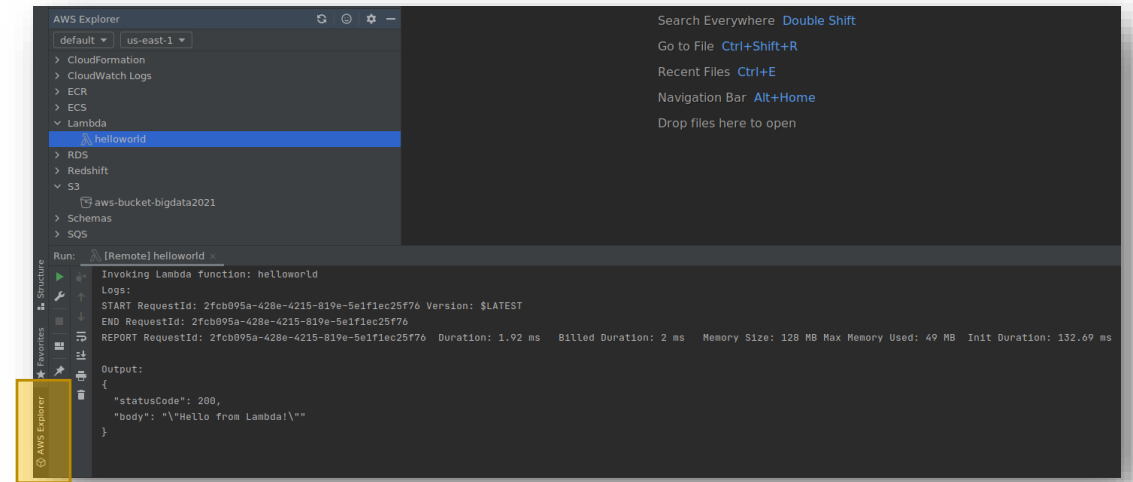 AWS Explorer
default us-east-1
CloudFormation
CloudWatch Logs
ECR
ECS
Lambda
helloworld
RDS
Redshift
S3
aws-bucket-bigdata2021
Schemas
SQS
Search Everywhere Double Shift
Go to File Ctrl+Shift+R
Recent Files Ctrl+E
Navigation Bar Alt+Home
Drop files here to open
Run: [Remote] helloworld
Invoking Lambda function: helloworld
Logs:
START RequestId: 2fcb095a-428e-4215-819e-5e1f1ec25f76 Version: $LATEST
END RequestId: 2fcb095a-428e-4215-819e-5e1f1ec25f76
REPORT RequestId: 2fcb095a-428e-4215-819e-5e1f1ec25f76 Duration: 1.92 ms Billed Duration: 2 ms Memory Size: 128 MB Max Memory Used: 49 MB Init Duration: 132.69 ms
Output:
{
"statusCode": 200,
"body": "\"Hello from Lambda!\""
}
Structure
Favorites
AWS Explorer